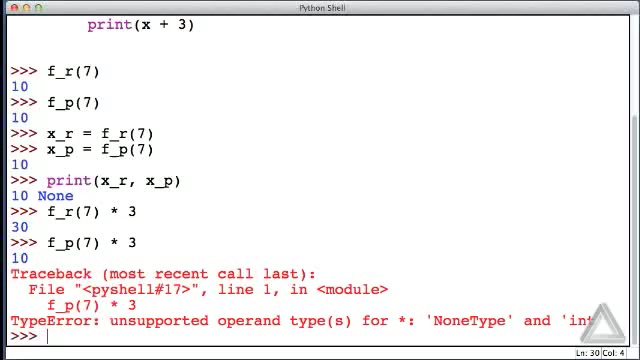 Python Shell
print(x + 3)
>>> f_r(7)
10
>>> f_p(7)
10
>>> x_r = f_r(7)
>>> x_p = f_p(7)
10
>>> print(x_r, x_p)
10 None
>>> f_r(7) * 3
30
>>> f_p(7) * 3
10
Traceback (most recent call last):
File "<pyshell#17>", line 1, in <module>
f_p(7) * 3
TypeError: unsupported operand type(s) for *: 'NoneType' and 'int
>>>
Ln: 30 Col: 4